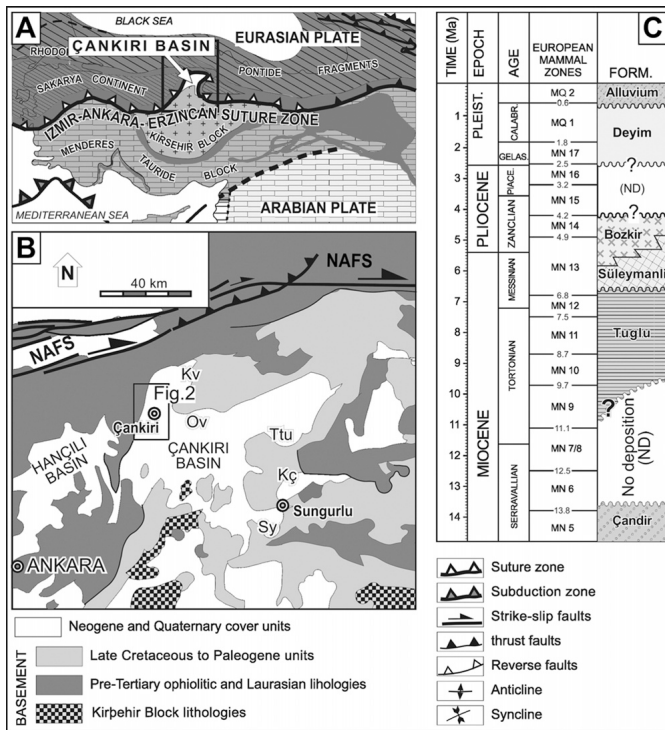 A
BLACK SEA
EURASIAN PLATE
ÇANKIRI BASIN
RHODO
PONTIDE
FRAGMENTS
SAKARYA CONTINENT
IZMIR-ANKARA-ERZINCAN SUTURE ZONE
KIRŞEHIR BLOCK
MENDERES
TAURIDE
BLOCK
ARABIAN PLATE
MEDITERRANEAN SEA
B
N
40 km
NAFS
NAFS
Kv
Fig.2
Çankiri
Ov
HANÇILI
BASIN
ÇANKIRI
BASIN
Ttu
Kç
Sungurlu
Sy
ANKARA
Neogene and Quaternary cover units
BASEMENT
Late Cretaceous to Paleogene units
Pre-Tertiary ophiolitic and Laurasian lihologies
Kirþehir Block lithologies
C
TIME (Ma)
EPOCH
AGE
EUROPEAN
MAMMAL
ZONES
FORM.
1
2
3
4
5
6
7
8
9
10
11
12
13
14
PLEIST.
PLIOCENE
MIOCENE
CALABR.
GELAS.
PIACE.
ZANCLIAN
MESSINIAN
TORTONIAN
SERRAVALLIAN
MQ 2
0.6
MQ 1
1.8
MN 17
2.5
MN 16
3.2
MN 15
4.2
MN 14
4.9
MN 13
6.8
MN 12
7.5
MN 11
8.7
MN 10
9.7
MN 9
11.1
MN 7/8
12.5
MN 6
13.8
MN 5
Alluvium
Deyim
?
(ND)
?
Bozkir
Süleymanli
Tuglu
?
No deposition
(ND)
Çandir
Suture zone
Subduction zone
Strike-slip faults
thrust faults
Reverse faults
Anticline
Syncline